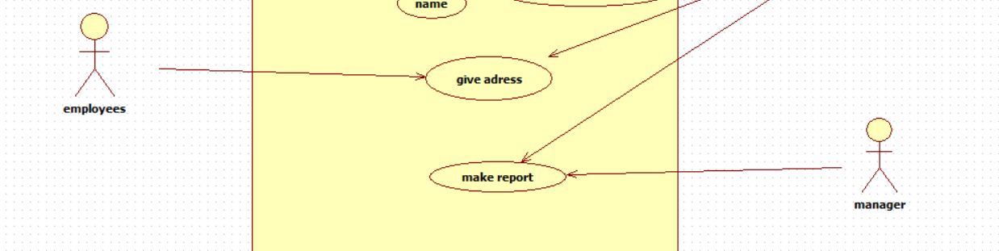 name
give adress
employees
make report
manager